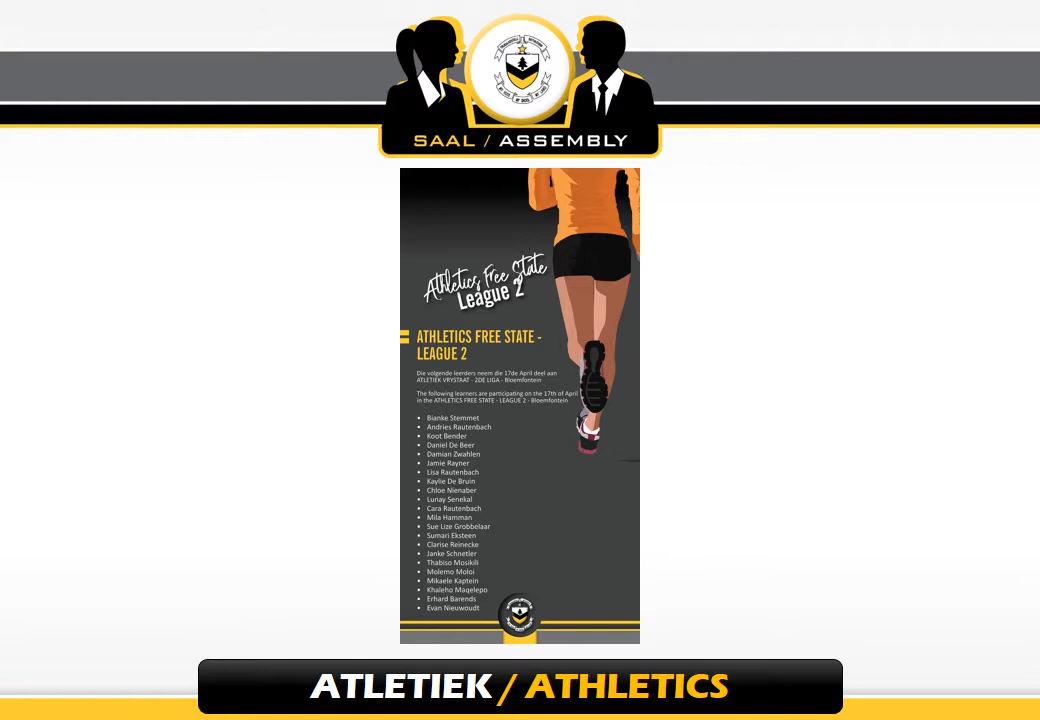 SAAL / ASSEMBLY
Athletics Free State
League 2
ATHLETICS FREE STATE -
LEAGUE 2
Die volgende leerders neem die 17de April deel aan
ATLETIEK VRYSTAAT - 2DE LIGA - Bloemfontein
The following learners are participating on the 17th of April
in the ATHLETICS FREE STATE - LEAGUE 2 - Bloemfontein
• Bianke Stemmet
• Andries Rautenbach
• Koot Bender
• Daniel De Beer
• Damian Zwahlen
• Jamie Rayner
• Lisa Rautenbach
• Kaylie De Bruin
• Chloe Nienaber
• Lunay Senekal
• Cara Rautenbach
• Mila Hamman
• Sue Lize Grobbelaar
• Sumari Eksteen
• Clarise Reinecke
• Janke Schnetler
• Thabiso Mosikili
• Molemo Moloi
• Mikaele Kaptein
• Khaleho Maqelepo
• Erhard Barends
• Evan Nieuwoudt
ATLETIEK / ATHLETICS